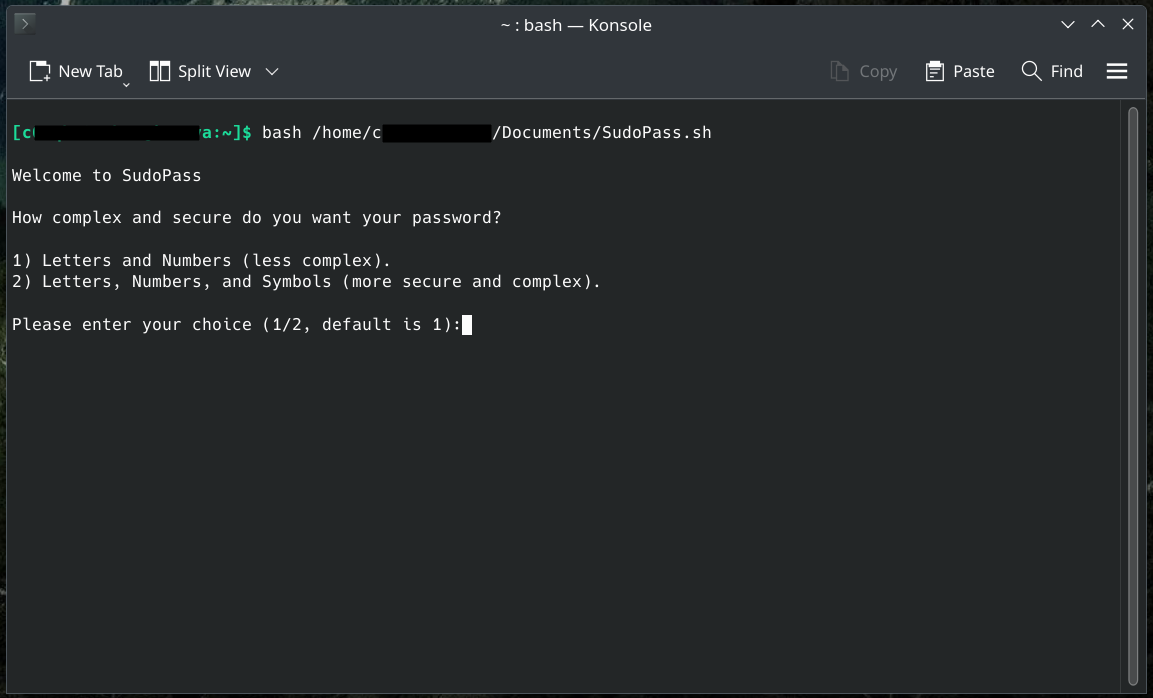 ~ : bash — Konsole
New Tab Split View Copy Paste Find
[c a:~]$ bash /home/c /Documents/SudoPass.sh
Welcome to SudoPass
How complex and secure do you want your password?
1) Letters and Numbers (less complex).
2) Letters, Numbers, and Symbols (more secure and complex).
Please enter your choice (1/2, default is 1):